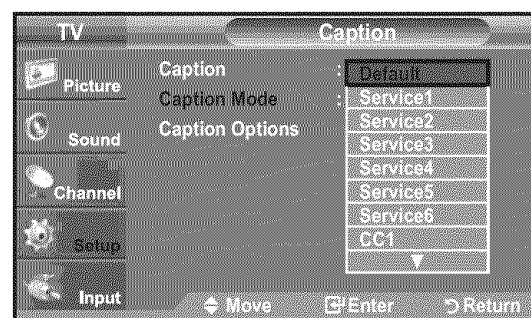 TV
Caption
Picture
Sound
Channel
Setup
Input
Caption :
Caption Mode :
Caption Options
Default
Service1
Service2
Service3
Service4
Service5
Service6
CC1
▼
Move
Enter
Return